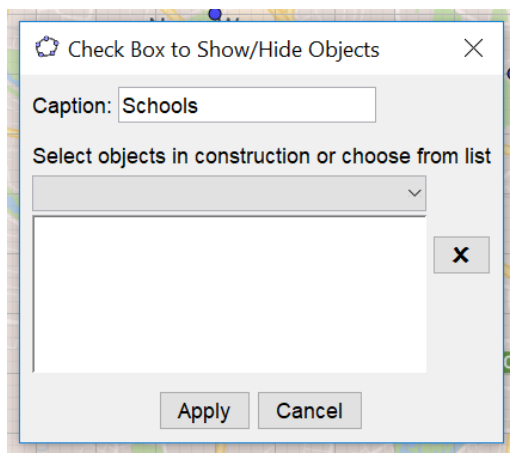 Check Box to Show/Hide Objects
Caption: Schools
Select objects in construction or choose from list
x
Apply Cancel